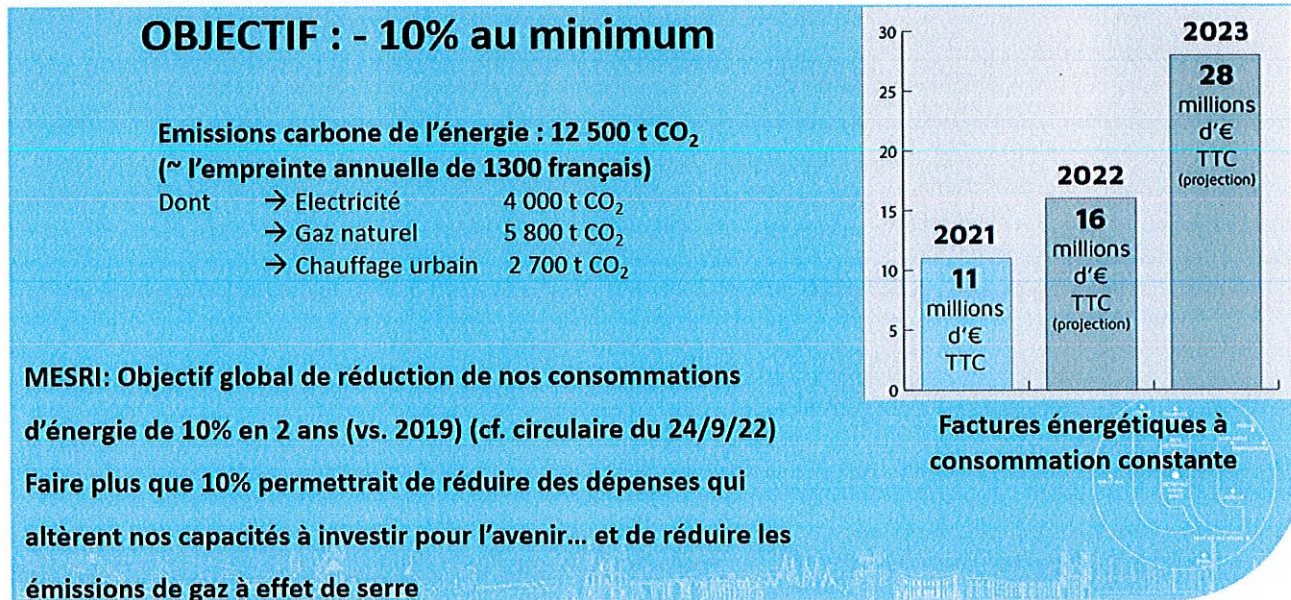 OBJECTIF : - 10% au minimum
Emissions carbone de l'énergie : 12 500 t CO₂
(~ l'empreinte annuelle de 1300 français)
Dont → Electricité 4 000 t CO₂
→ Gaz naturel 5 800 t CO₂
→ Chauffage urbain 2 700 t CO₂
MESRI: Objectif global de réduction de nos consommations
d'énergie de 10% en 2 ans (vs. 2019) (cf. circulaire du 24/9/22)
Faire plus que 10% permettrait de réduire des dépenses qui
altèrent nos capacités à investir pour l'avenir... et de réduire les
émissions de gaz à effet de serre
30
25
20
15
10
5
0
2021
11
millions
d'€
TTC
2022
16
millions
d'€
TTC
(projection)
2023
28
millions
d'€
TTC
(projection)
Factures énergétiques à
consommation constante